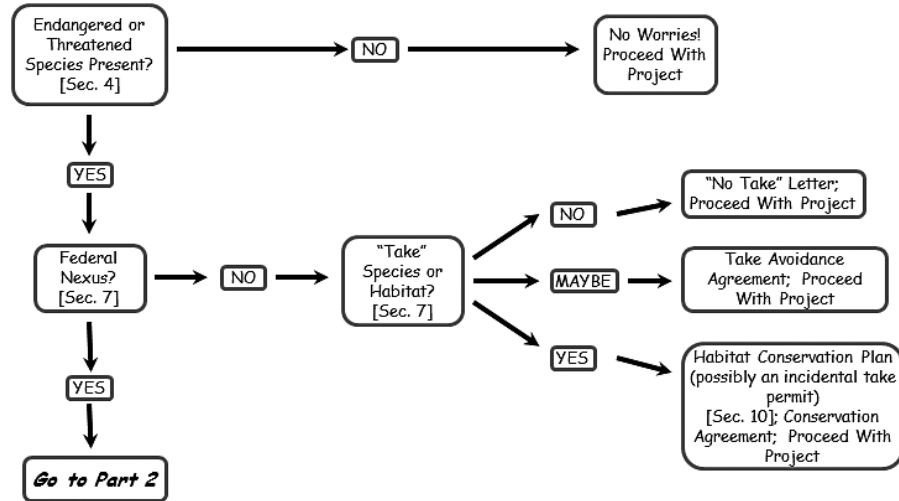 Endangered or
Threatened
Species Present?
[Sec. 4]
NO
No Worries!
Proceed With
Project
YES
Federal
Nexus?
[Sec. 7]
NO
"Take"
Species or
Habitat?
[Sec. 7]
NO
"No Take" Letter;
Proceed With Project
MAYBE
Take Avoidance
Agreement; Proceed
With Project
YES
Habitat Conservation Plan
(possibly an incidental take
permit)
[Sec. 10]; Conservation
Agreement; Proceed With
Project
YES
Go to Part 2